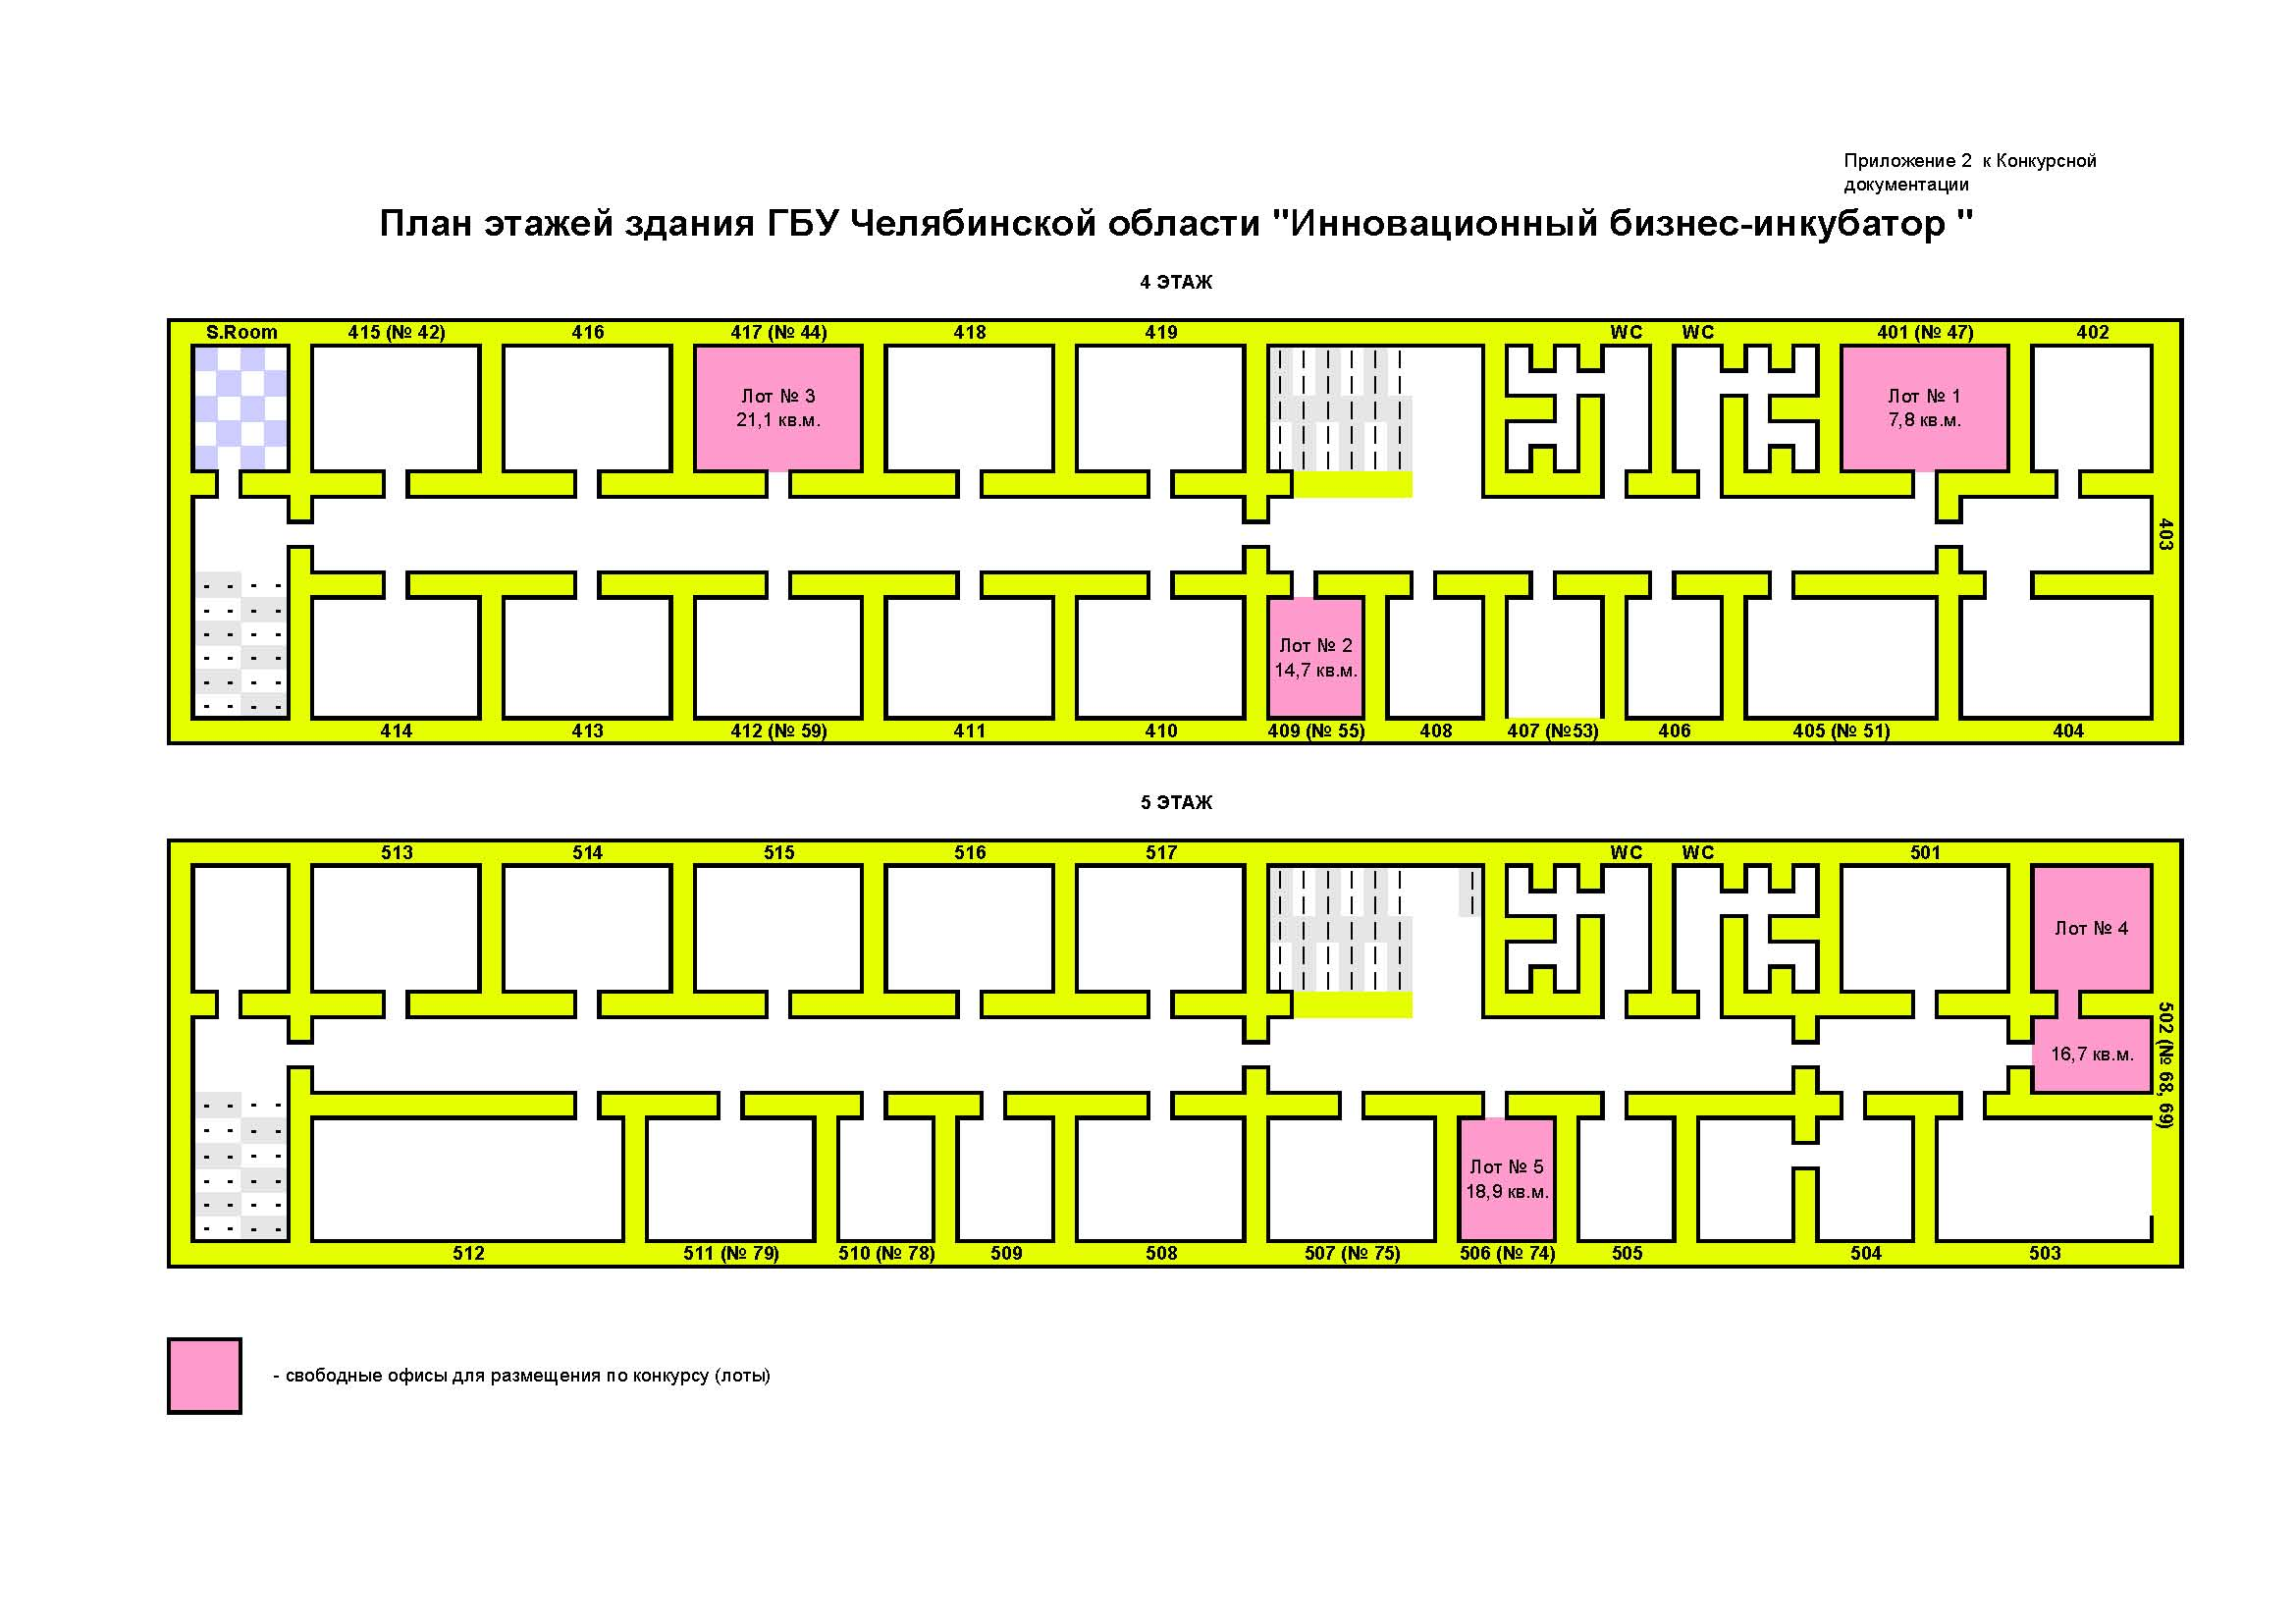 Приложение 2  к Конкурсной
документации
План этажей здания ГБУ Челябинской области "Инновационный бизнес-инкубатор "
4 ЭТАЖ
S.Room 415 (№ 42) 416 417 (№ 44) 418 419 WC WC 401 (№ 47) 402
Лот № 3 Лот № 1
21,1 кв.м. 7,8 кв.м.
403
Лот № 2
14,7 кв.м.
414 413 412 (№ 59) 411 410 409 (№ 55) 408 407 (№53) 406 405 (№ 51) 404
5 ЭТАЖ
513 514 515 516 517 WC WC 501
Лот № 4
16,7 кв.м.
502 (№ 68, 69)
Лот № 5
18,9 кв.м.
512 511 (№ 79) 510 (№ 78) 509 508 507 (№ 75) 506 (№ 74) 505 504 503
- свободные офисы для размещения по конкурсу (лоты)